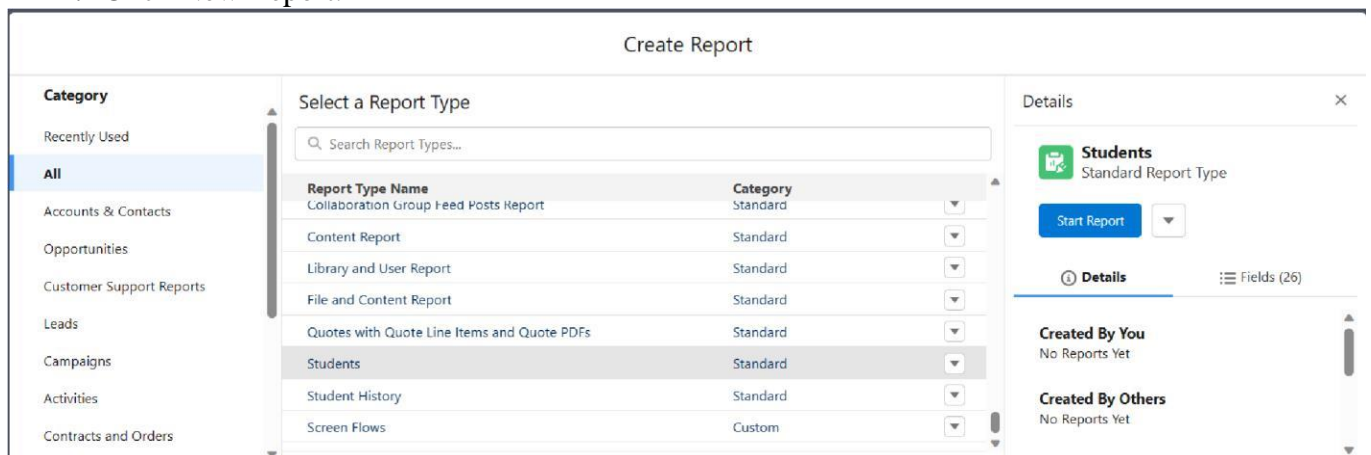 Create Report
Category
Recently Used
All
Accounts & Contacts
Opportunities
Customer Support Reports
Leads
Campaigns
Activities
Contracts and Orders
Select a Report Type
Search Report Types...
Report Type Name Category
Collaboration Group Feed Posts Report Standard
Content Report Standard
Library and User Report Standard
File and Content Report Standard
Quotes with Quote Line Items and Quote PDFs Standard
Students Standard
Student History Standard
Screen Flows Custom
Details
Students
Standard Report Type
Start Report
Details Fields (26)
Created By You
No Reports Yet
Created By Others
No Reports Yet